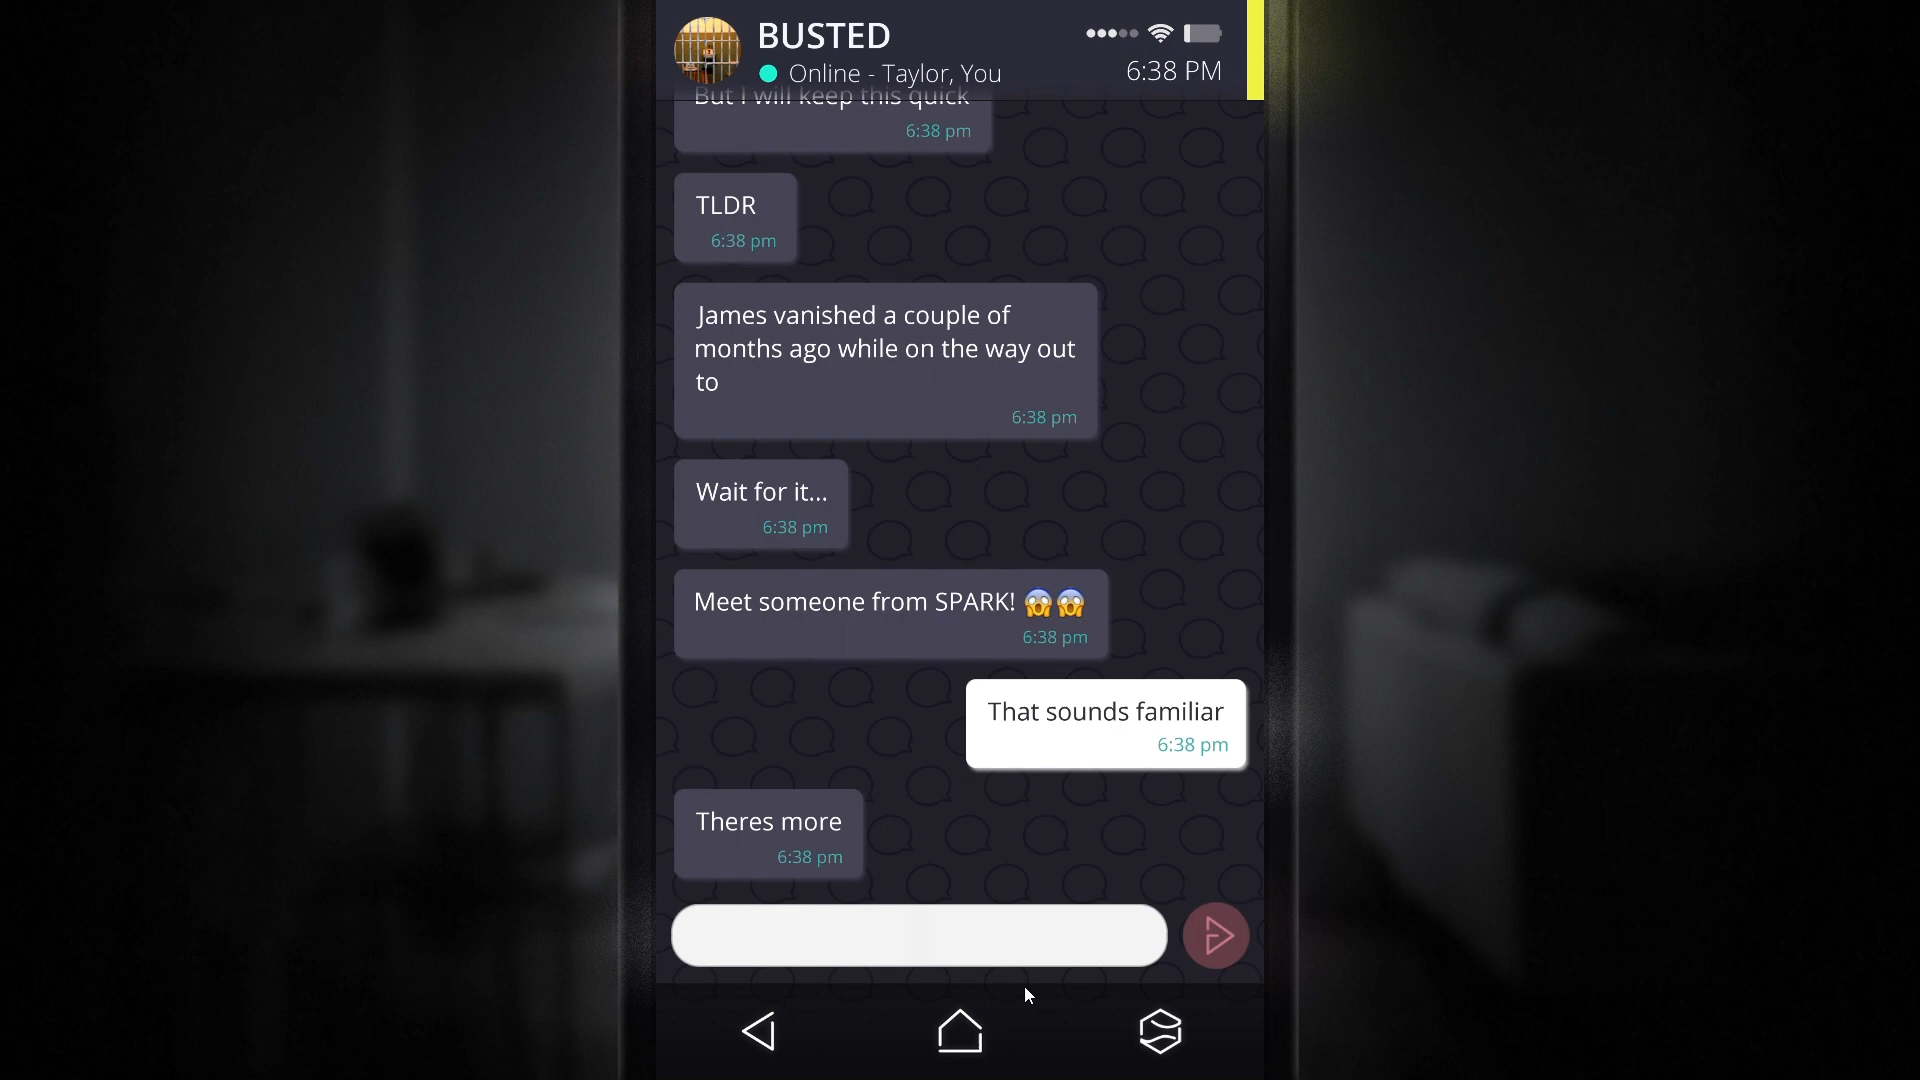 BUSTED
Online - Taylor, You
6:38 PM
But I will keep this quick
6:38 pm
TLDR
6:38 pm
James vanished a couple of
months ago while on the way out
to
6:38 pm
Wait for it...
6:38 pm
Meet someone from SPARK! 😱😱
6:38 pm
That sounds familiar
6:38 pm
Theres more
6:38 pm